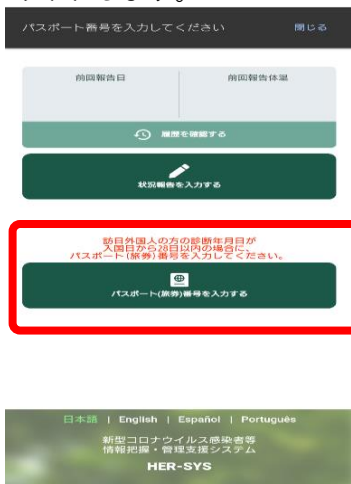 パスポート番号を入力してください 閉じる
前回報告日 前回報告体温
履歴を確認する
状況報告を入力する
訪日外国人の方の診断年月日が
入国日から28日以内の場合に、
パスポート(旅券)番号を入力してください。
パスポート(旅券)番号を入力する
日本語 | English | Español | Português
新型コロナウイルス感染者等
情報把握・管理支援システム
HER-SYS